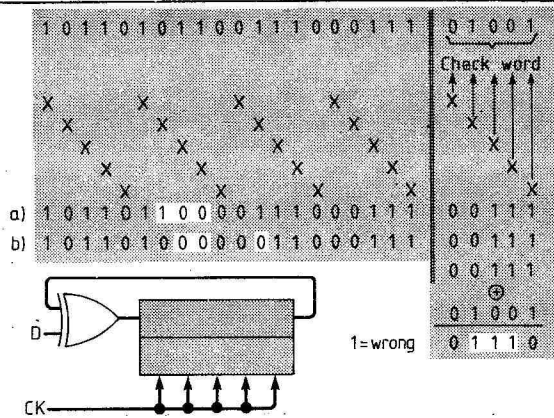 1 0 1 1 0 1 0 1 1 0 0 1 1 1 0 0 0 1 1 1 0 1 0 0 1
Check word
X X X X X
X X X X X
X X X X X
X X X X X
X X X X X
a) 1 0 1 1 0 1 1 0 0 0 0 1 1 1 0 0 0 1 1 1 0 0 1 1 1
b) 1 0 1 1 0 1 0 0 0 0 0 0 1 1 0 0 0 1 1 1 0 0 1 1 1
0 0 1 1 1
⊕
D 0 1 0 0 1
1=wrong 0 1 1 1 0
CK